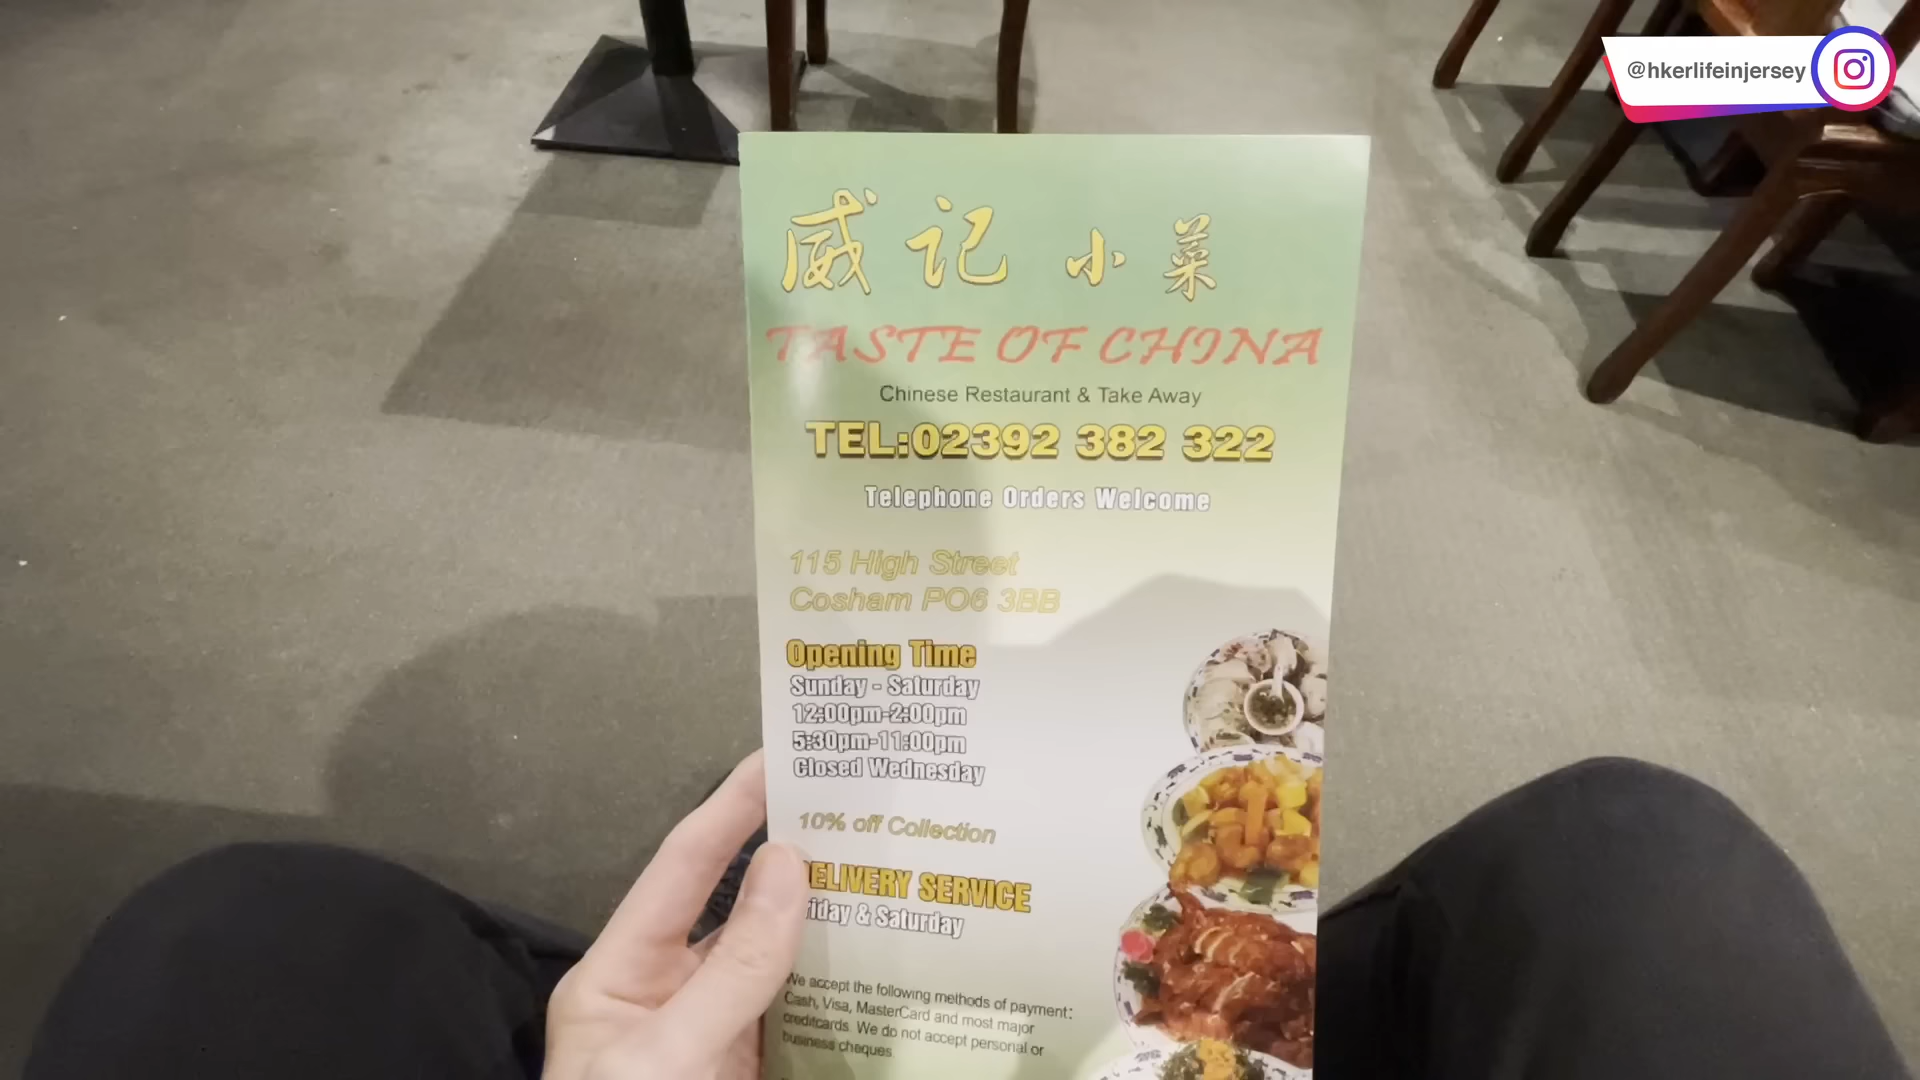 @hkerlifeinjersey
威記 小菜
TASTE OF CHINA
Chinese Restaurant & Take Away
TEL:02392 382 322
Telephone Orders Welcome
115 High Street
Cosham PO6 3BB
Opening Time
Sunday - Saturday
12:00pm-2:00pm
5:30pm-11:00pm
Closed Wednesday
10% off Collection
DELIVERY SERVICE
Friday & Saturday
We accept the following methods of payment:
Cash, Visa, MasterCard and most major
creditcards. We do not accept personal or
business cheques.